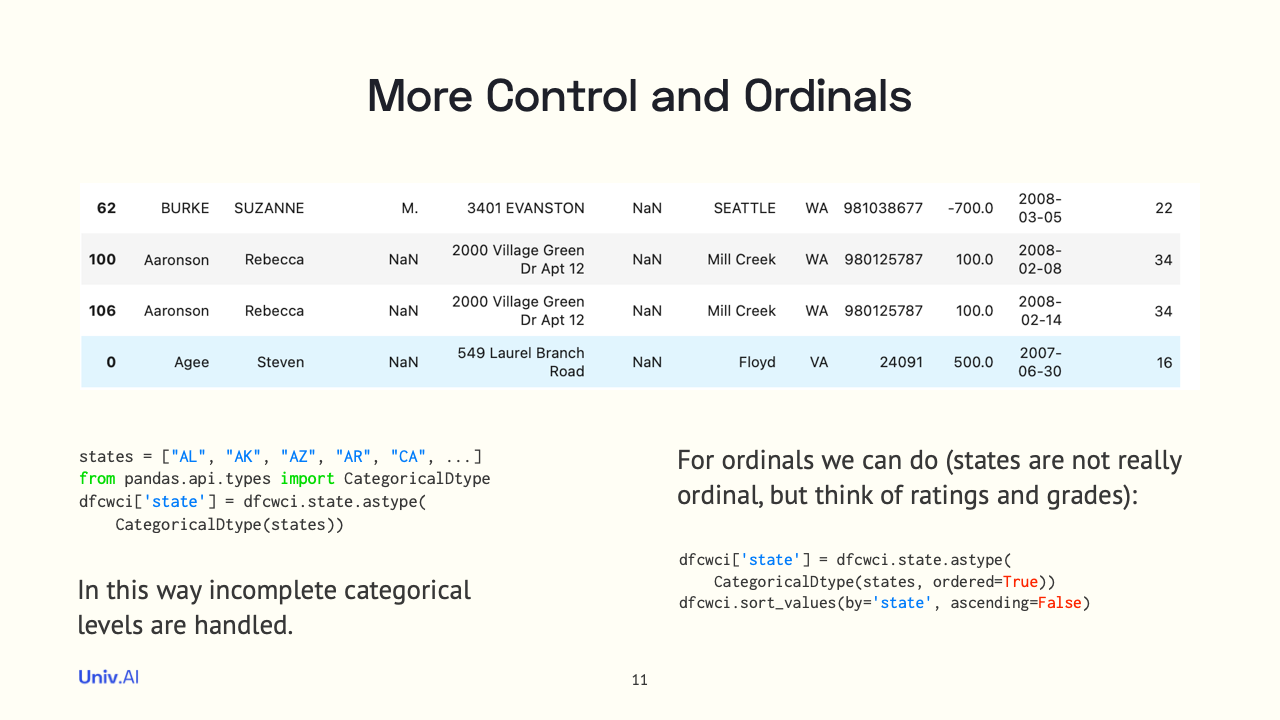 More Control and Ordinals
62 BURKE SUZANNE M. 3401 EVANSTON NaN SEATTLE WA 981038677 -700.0 2008-03-05 22
100 Aaronson Rebecca NaN 2000 Village Green Dr Apt 12 NaN Mill Creek WA 980125787 100.0 2008-02-08 34
106 Aaronson Rebecca NaN 2000 Village Green Dr Apt 12 NaN Mill Creek WA 980125787 100.0 2008-02-14 34
0 Agee Steven NaN 549 Laurel Branch Road NaN Floyd VA 24091 500.0 2007-06-30 16
states = ["AL", "AK", "AZ", "AR", "CA", ...]
from pandas.api.types import CategoricalDtype
dfcwci['state'] = dfcwci.state.astype(
    CategoricalDtype(states))
In this way incomplete categorical
levels are handled.
For ordinals we can do (states are not really
ordinal, but think of ratings and grades):
dfcwci['state'] = dfcwci.state.astype(
    CategoricalDtype(states, ordered=True))
dfcwci.sort_values(by='state', ascending=False)
Univ.AI
11